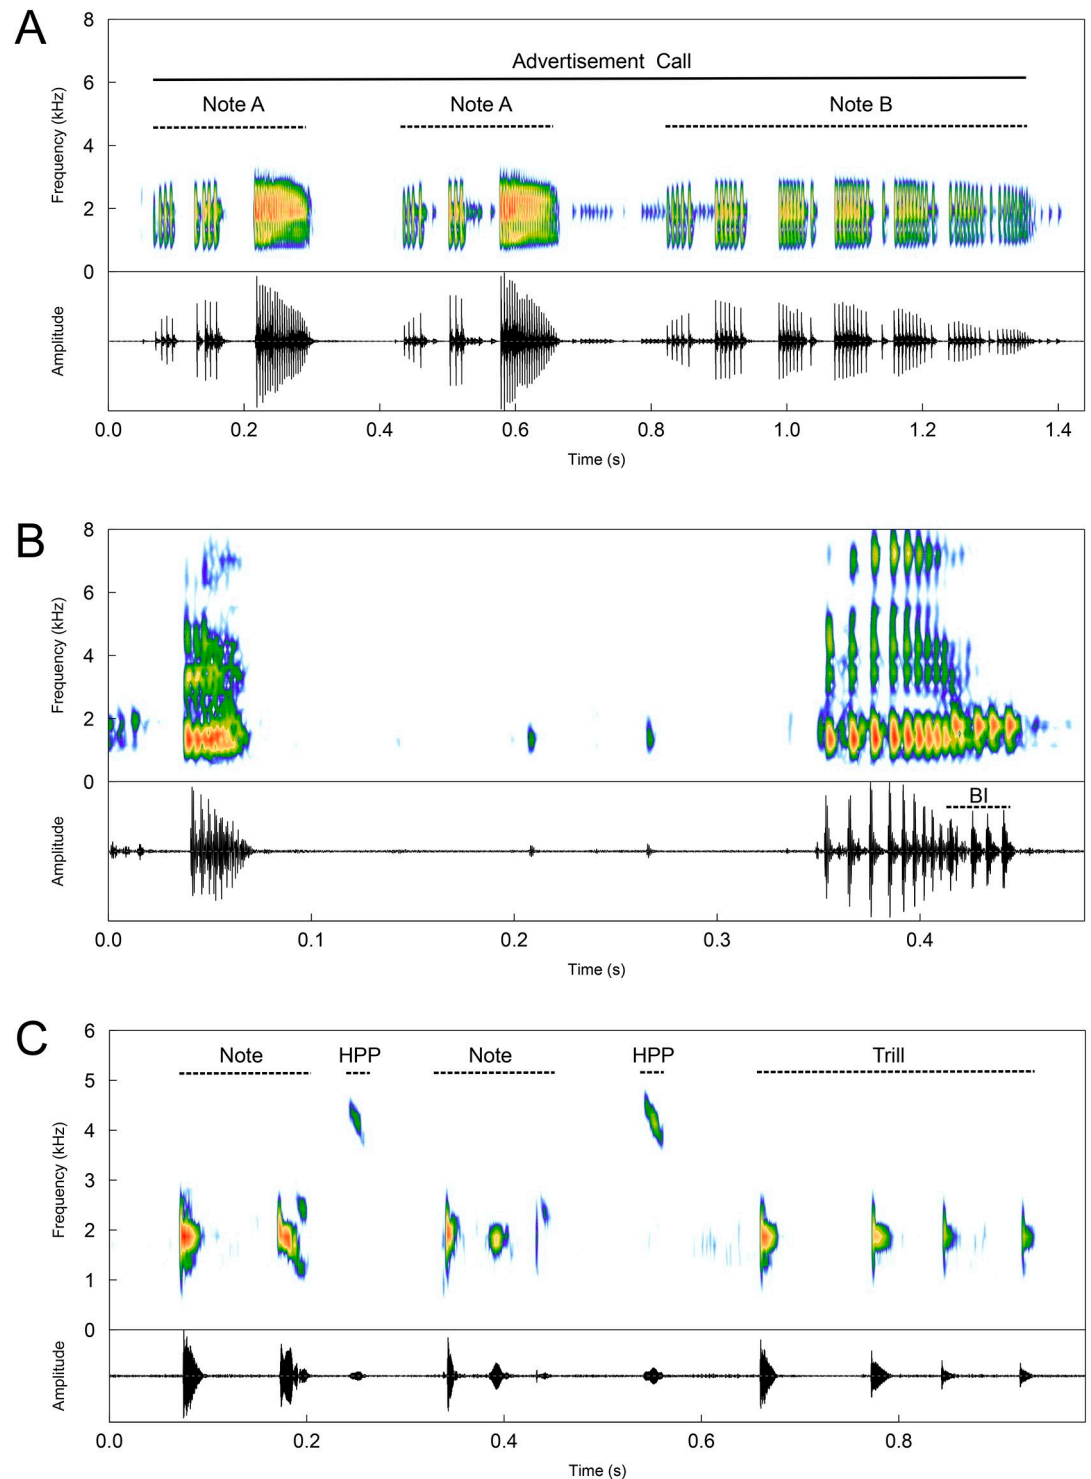 A
Advertisement Call
Note A Note A Note B
Frequency (kHz)
8
6
4
2
0
Amplitude
0.0 0.2 0.4 0.6 0.8 1.0 1.2 1.4
Time (s)
B
Frequency (kHz)
8
6
4
2
0
BI
Amplitude
0.0 0.1 0.2 0.3 0.4
Time (s)
C
Note HPP Note HPP Trill
Frequency (kHz)
6
5
4
3
2
1
0
Amplitude
0.0 0.2 0.4 0.6 0.8
Time (s)